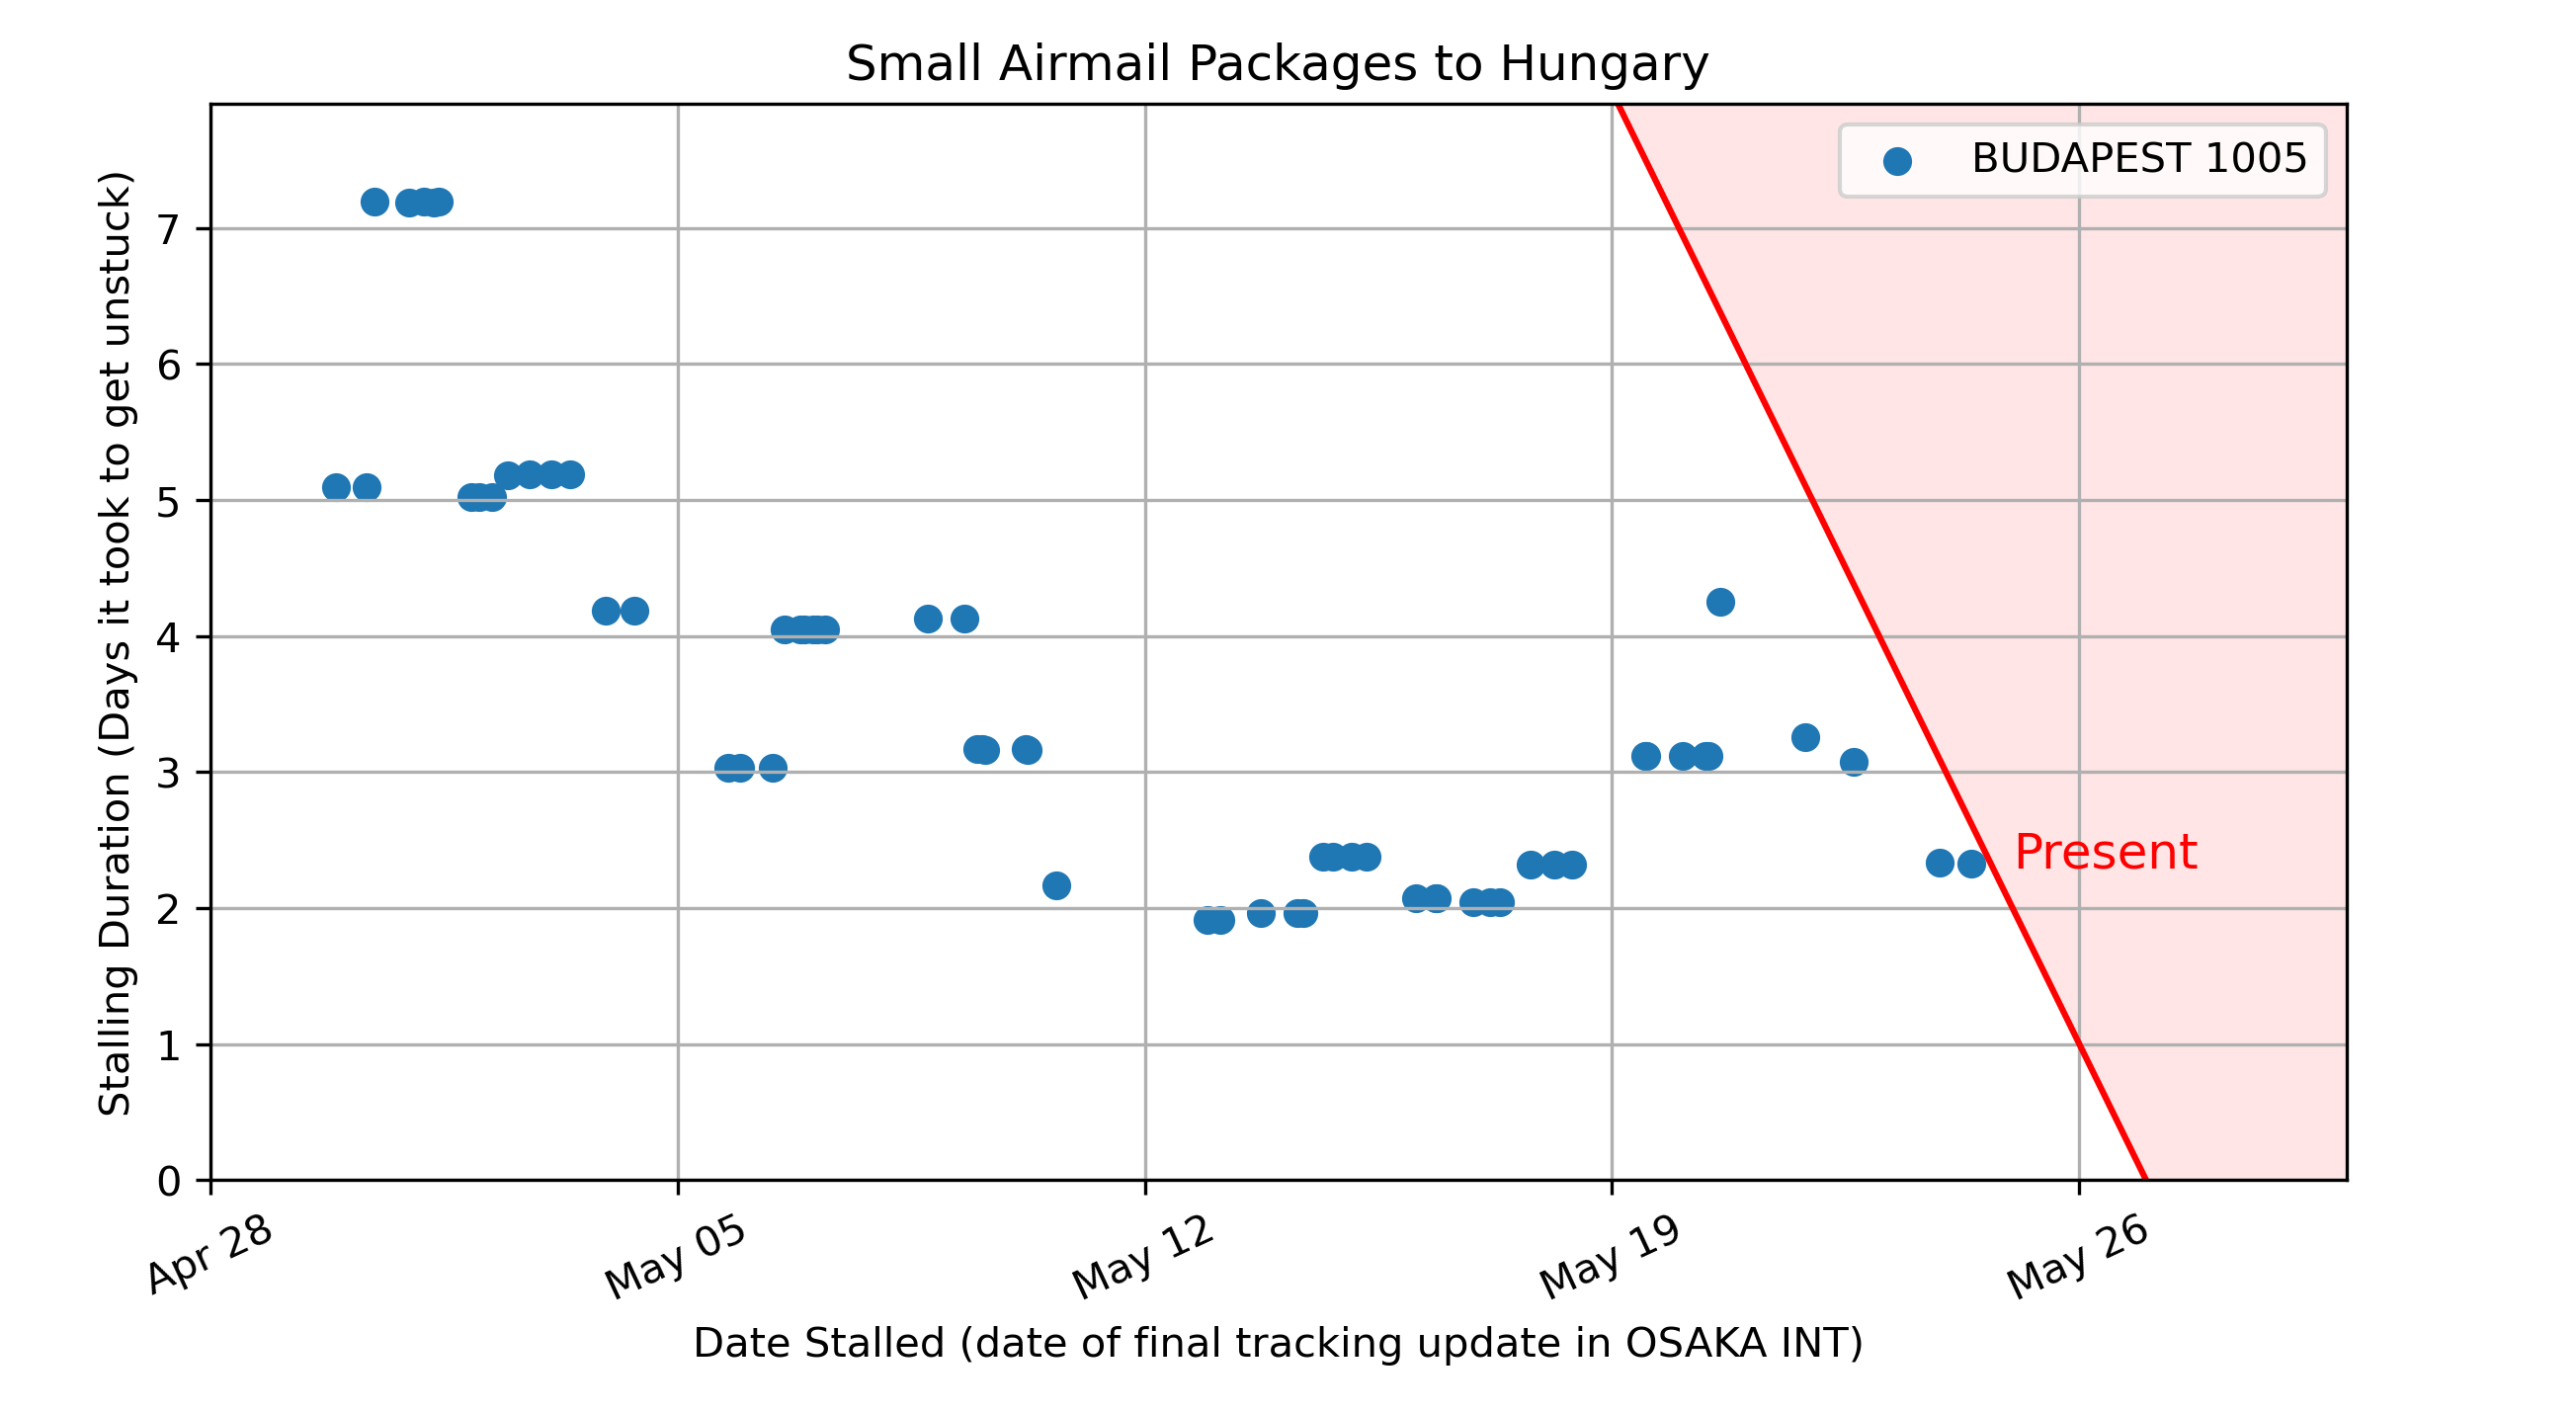 Small Airmail Packages to Hungary
BUDAPEST 1005
Stalling Duration (Days it took to get unstuck)
7
6
5
4
3
2
1
0
Present
Apr 28
May 05
May 12
May 19
May 26
Date Stalled (date of final tracking update in OSAKA INT)